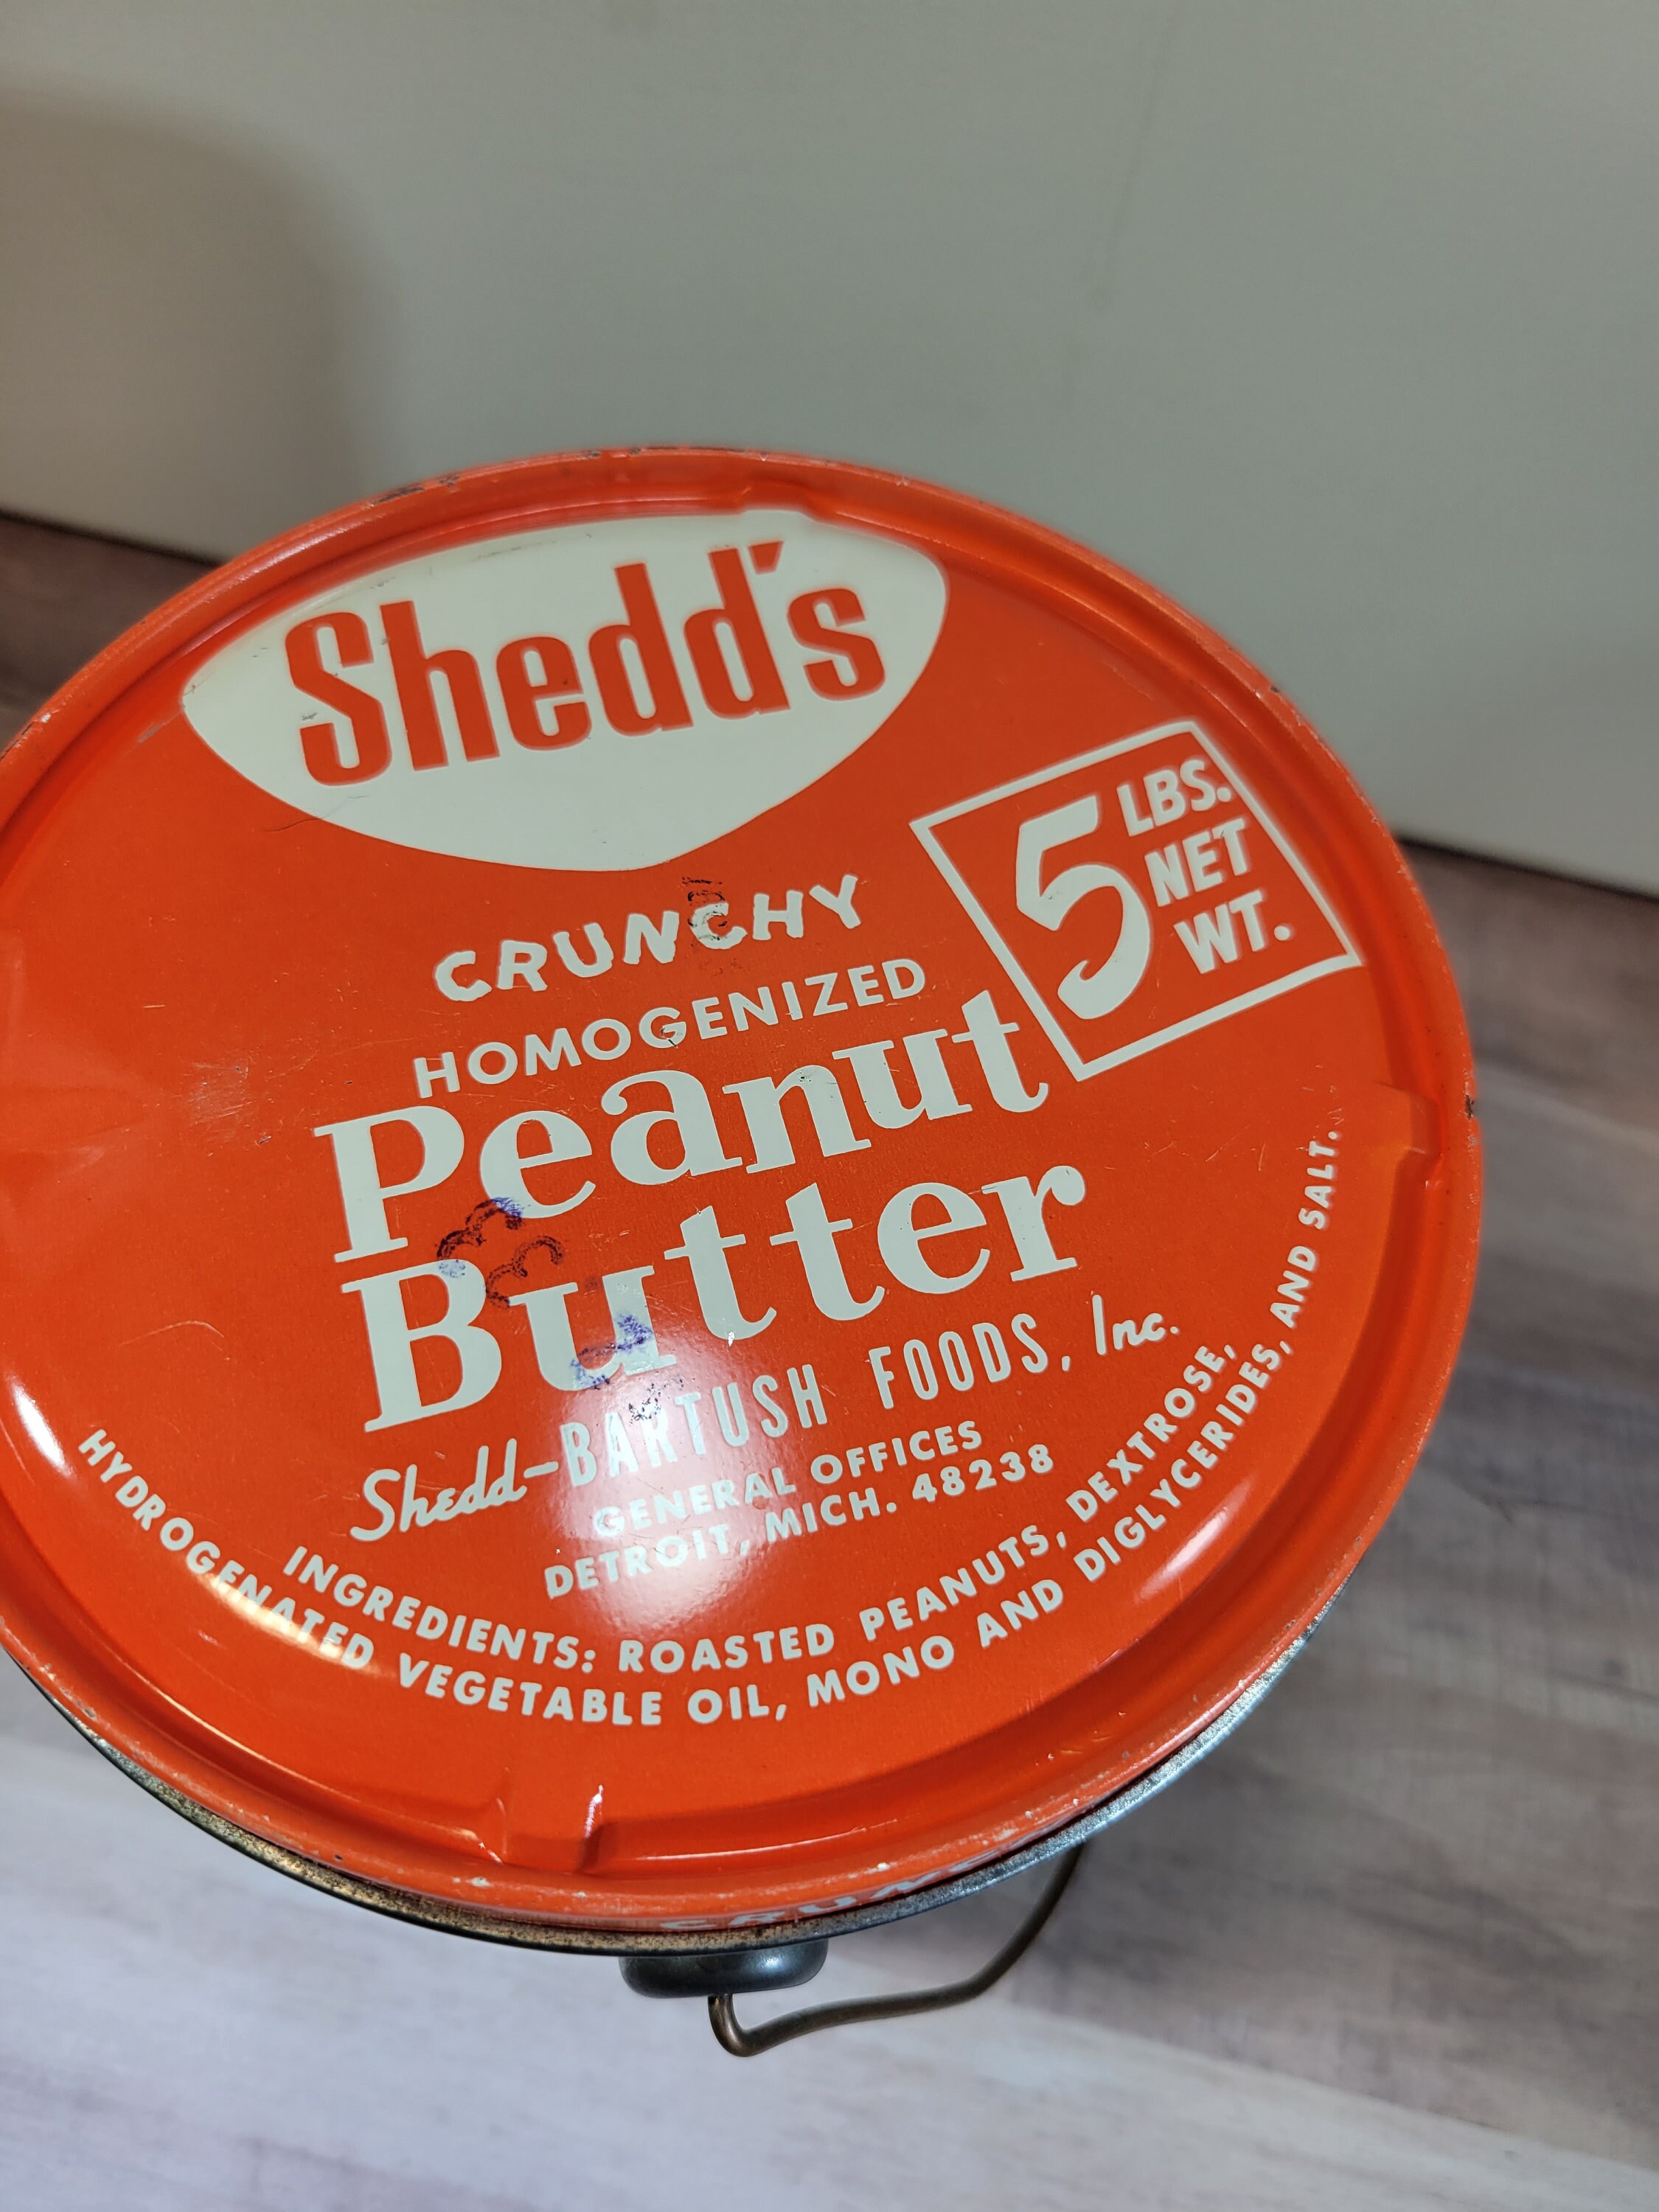 Shedd's
5 LBS.
NET
WT.
CRUNCHY
HOMOGENIZED
Peanut
Butter
Shedd-BARTUSH FOODS, Inc.
GENERAL OFFICES
DETROIT, MICH. 48238
INGREDIENTS: ROASTED PEANUTS, DEXTROSE,
HYDROGENATED VEGETABLE OIL, MONO AND DIGLYCERIDES, AND SALT.